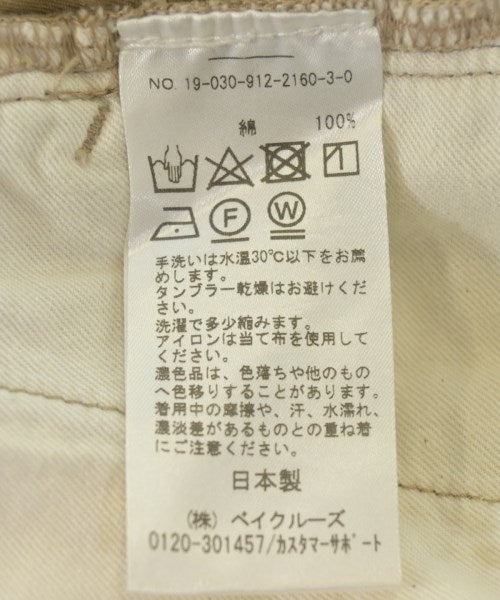 NO. 19-030-912-2160-3-0
綿 100%
F W
手洗いは水温30℃以下をお薦
めします。
タンブラー乾燥はお避けくださ
い。
洗濯で多少縮みます。
アイロンは当て布を使用して
ください。
濃色品は、色落ちや他のもの
へ色移りすることがあります。
着用中の摩擦や、汗、水濡れ、
濃淡差があるものとの重ね着
にご注意ください。
日本製
(株) ベイクルーズ
0120-301457/カスタマーサポート